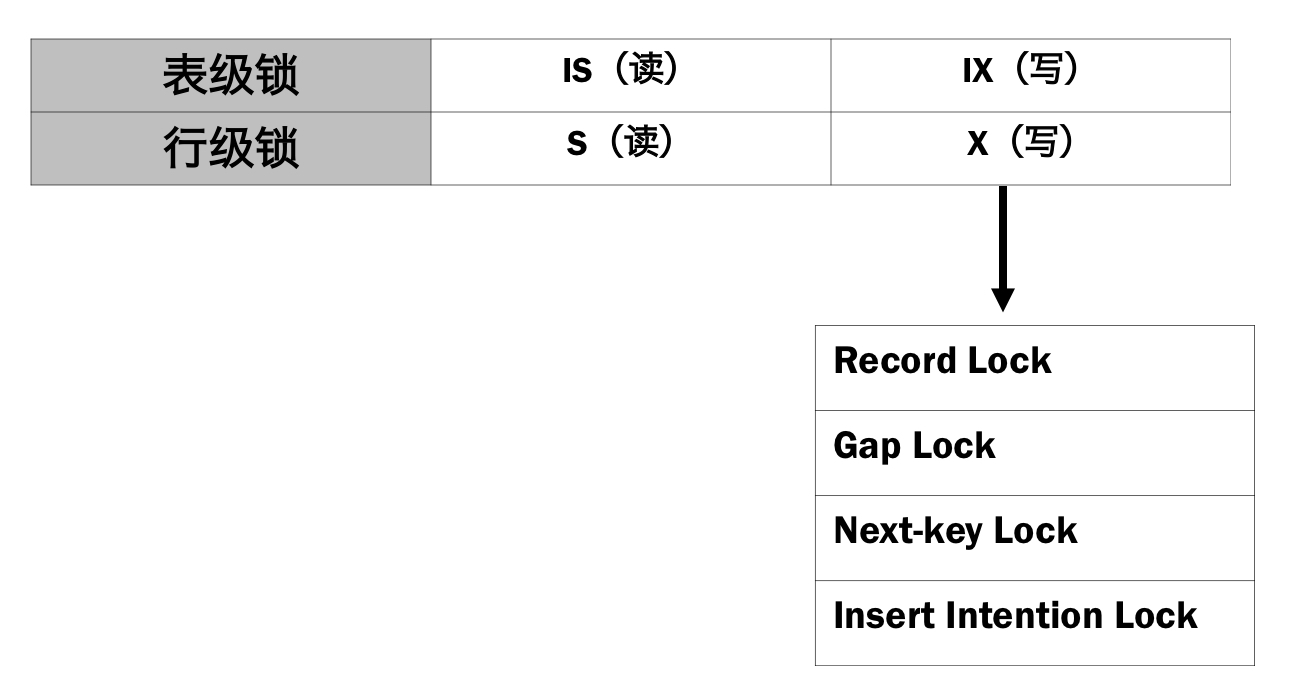 表级锁 IS（读） IX（写）
行级锁 S（读） X（写）
Record Lock
Gap Lock
Next-key Lock
Insert Intention Lock